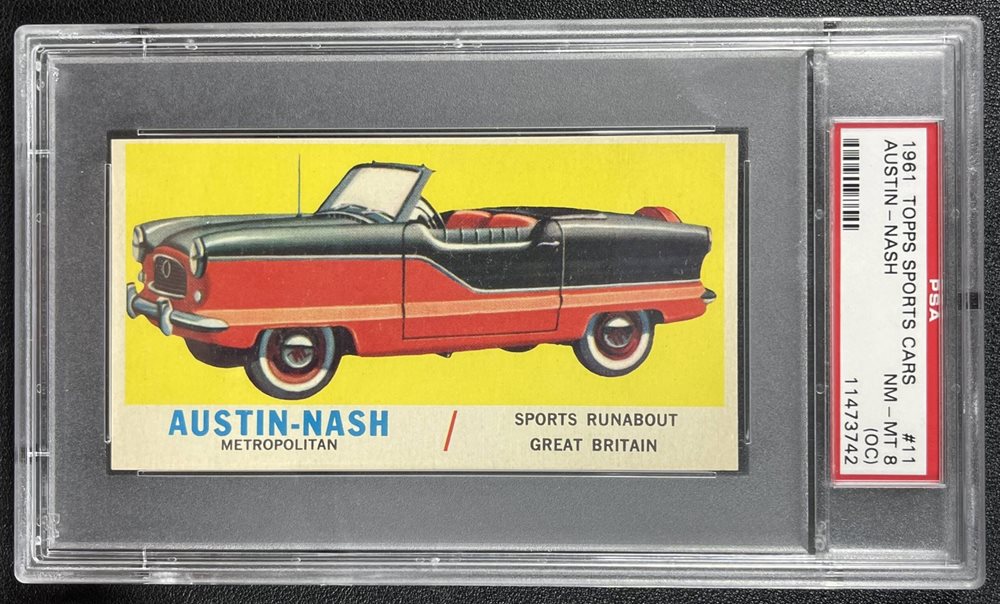 AUSTIN-NASH
METROPOLITAN
/
SPORTS RUNABOUT
GREAT BRITAIN
PSA
1961 TOPPS SPORTS CARS #11
AUSTIN-NASH NM-MT 8
(OC)
11473742